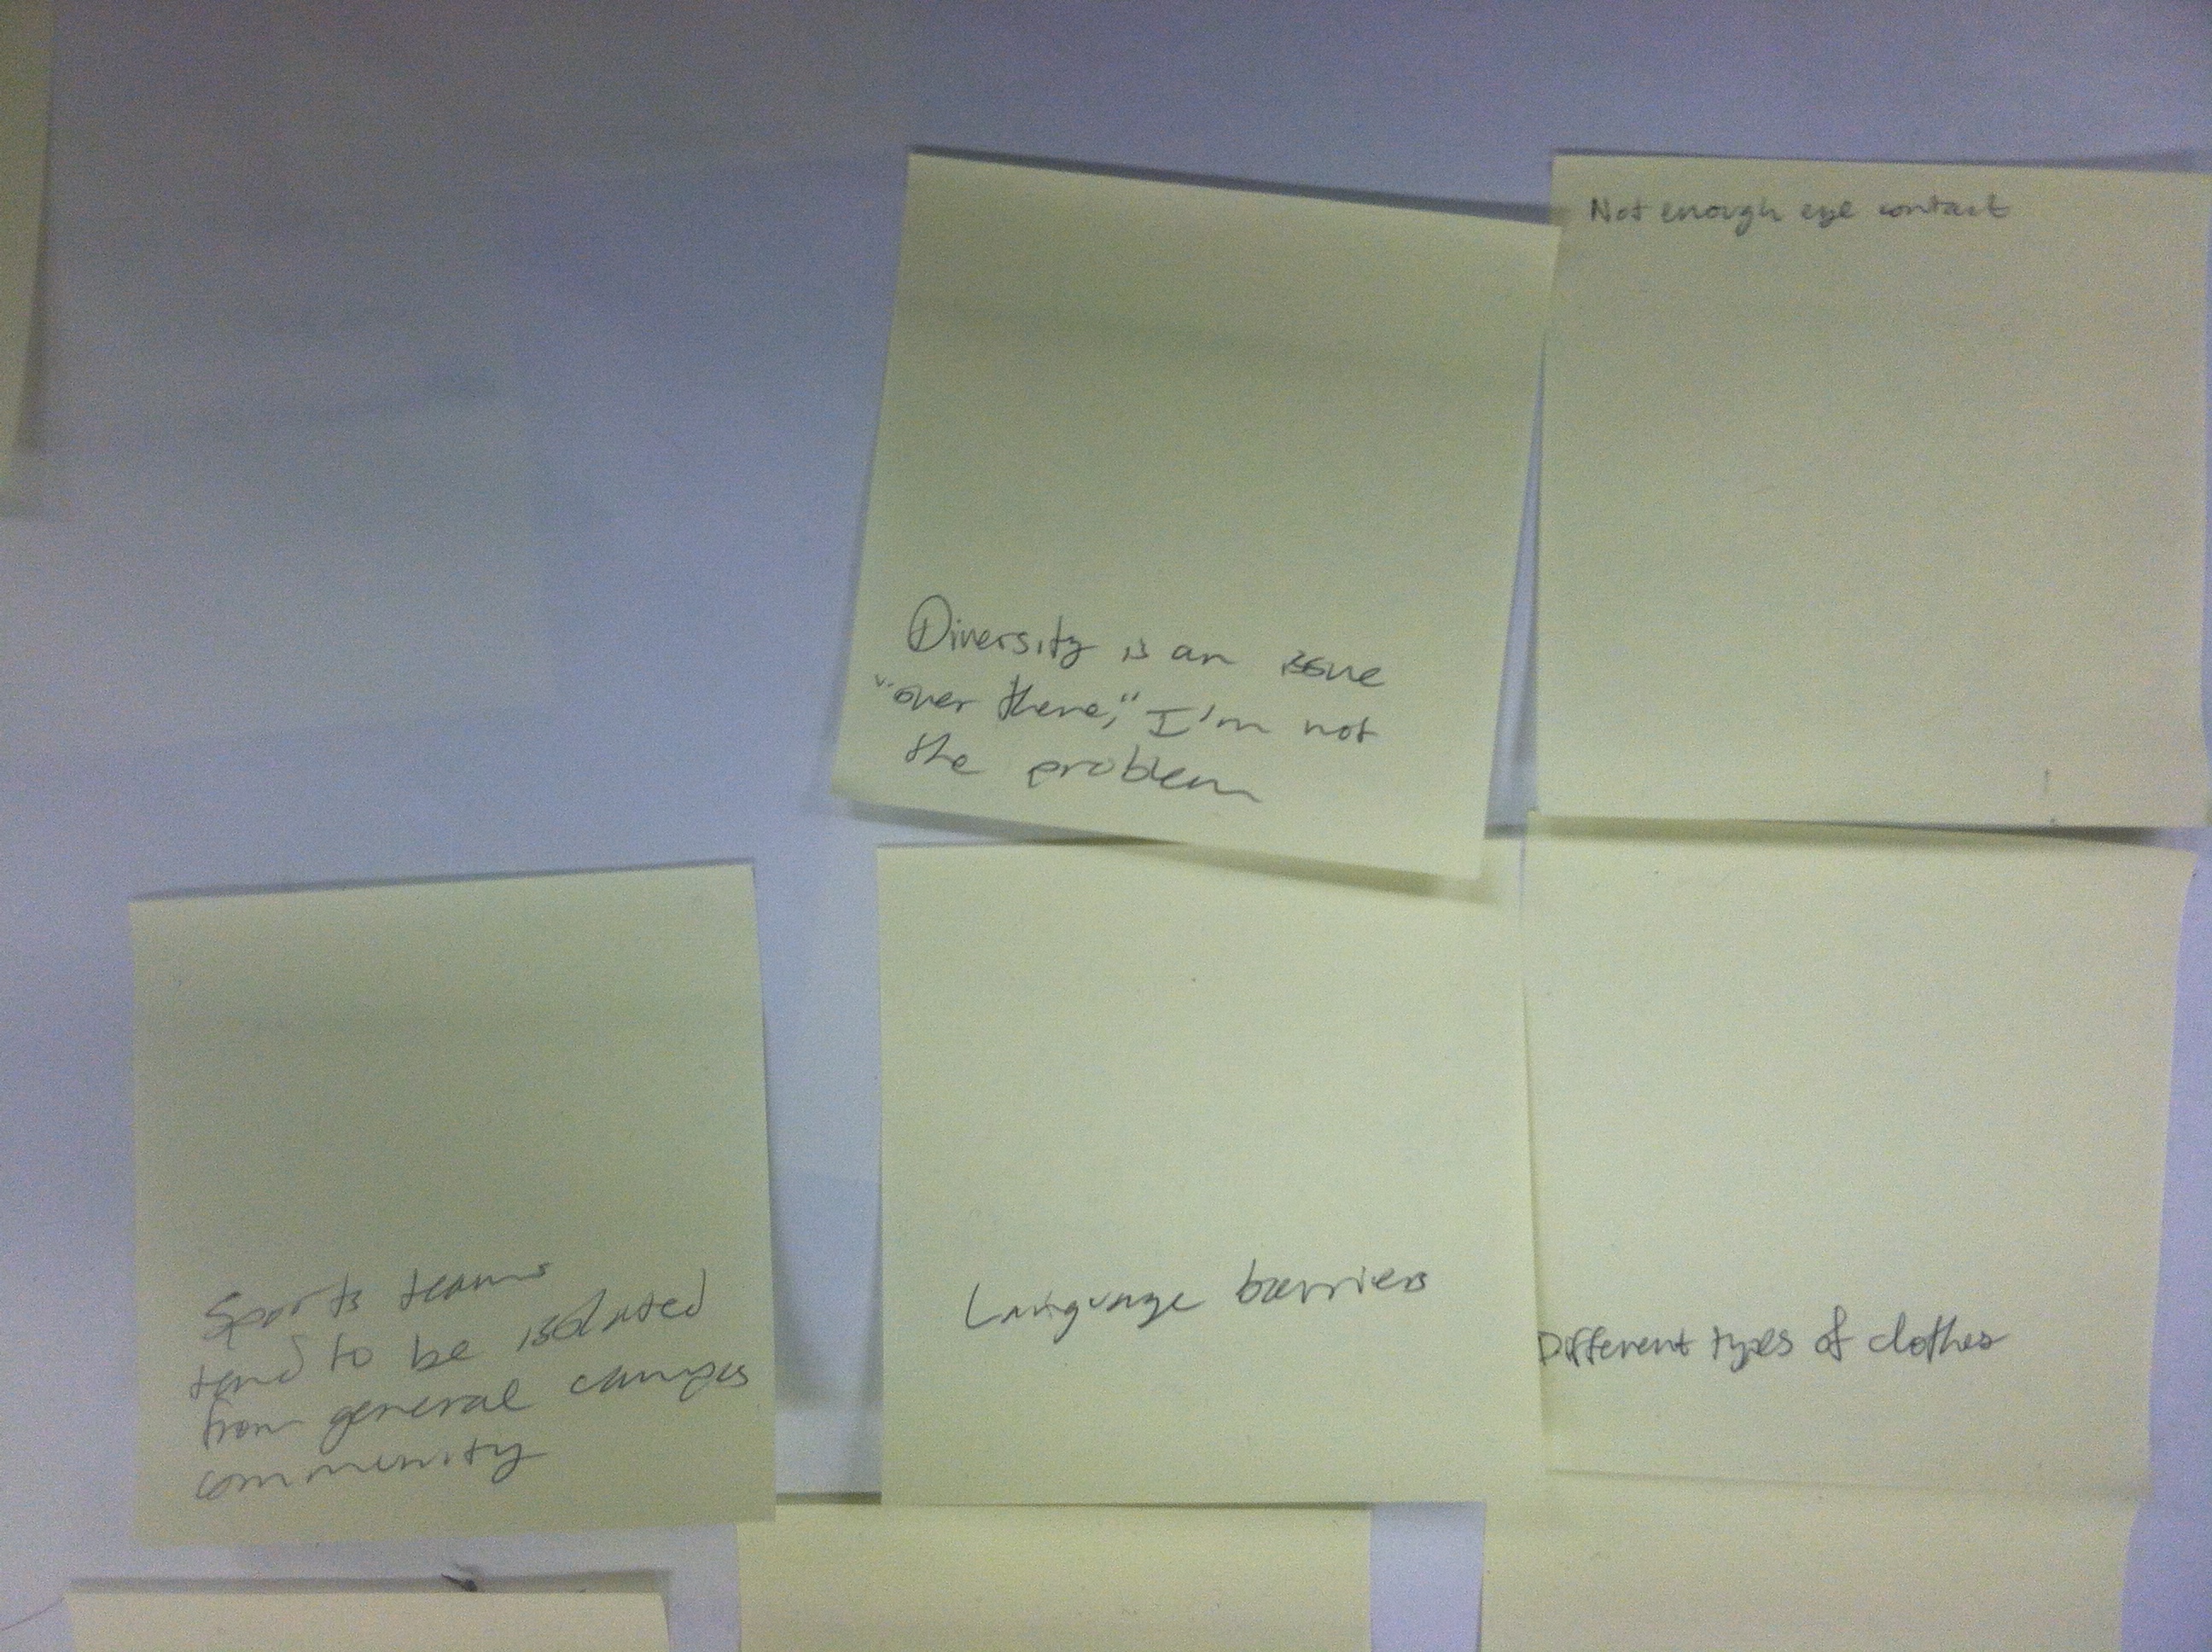 Not enough eye contact
Diversity is an issue
"over there," I'm not
the problem
Sports teams
tend to be isolated
from general campus
community
Language barriers
Different types of clothes